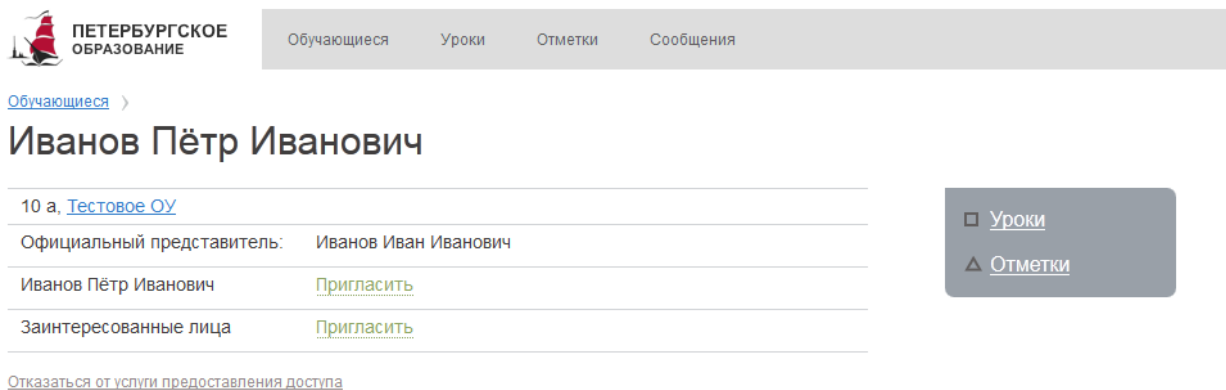 ПЕТЕРБУРГСКОЕ
ОБРАЗОВАНИЕ
Обучающиеся Уроки Отметки Сообщения
Обучающиеся
Иванов Пётр Иванович
10 а, Тестовое ОУ
Официальный представитель: Иванов Иван Иванович
Иванов Пётр Иванович Пригласить
Заинтересованные лица Пригласить
Отказаться от услуги предоставления доступа
Уроки
Отметки